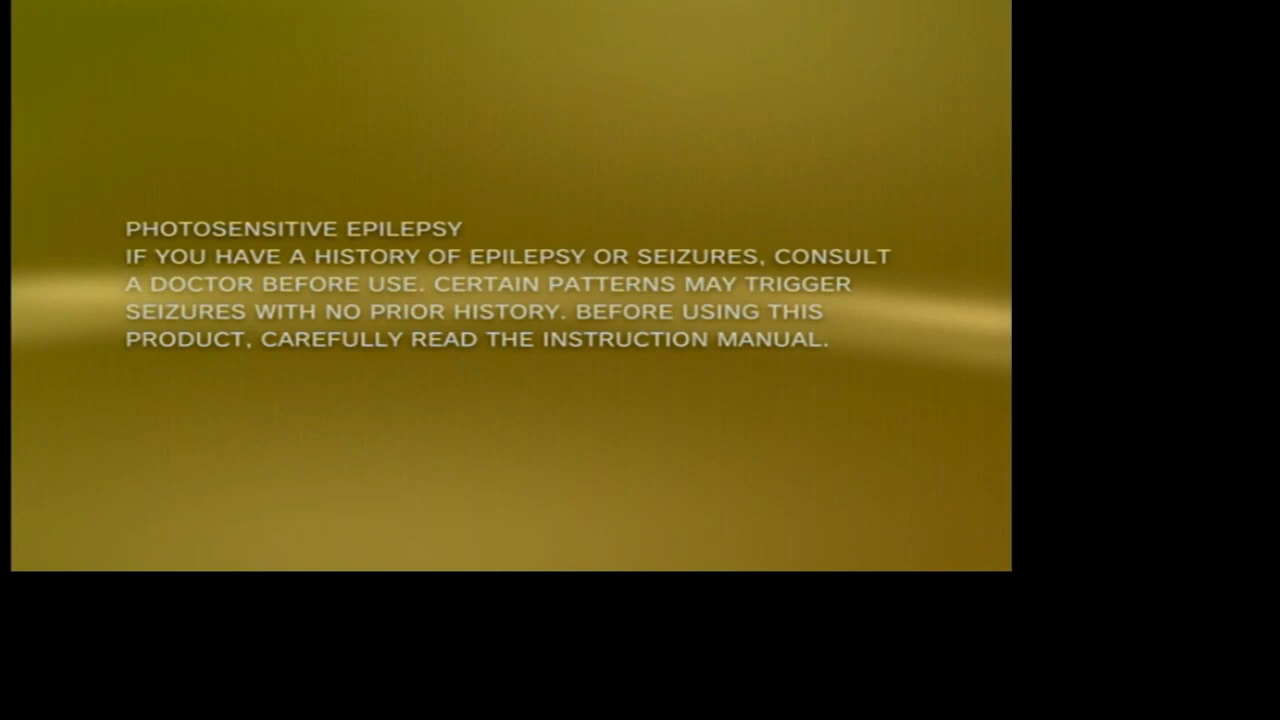 PHOTOSENSITIVE EPILEPSY
IF YOU HAVE A HISTORY OF EPILEPSY OR SEIZURES, CONSULT
A DOCTOR BEFORE USE. CERTAIN PATTERNS MAY TRIGGER
SEIZURES WITH NO PRIOR HISTORY. BEFORE USING THIS
PRODUCT, CAREFULLY READ THE INSTRUCTION MANUAL.